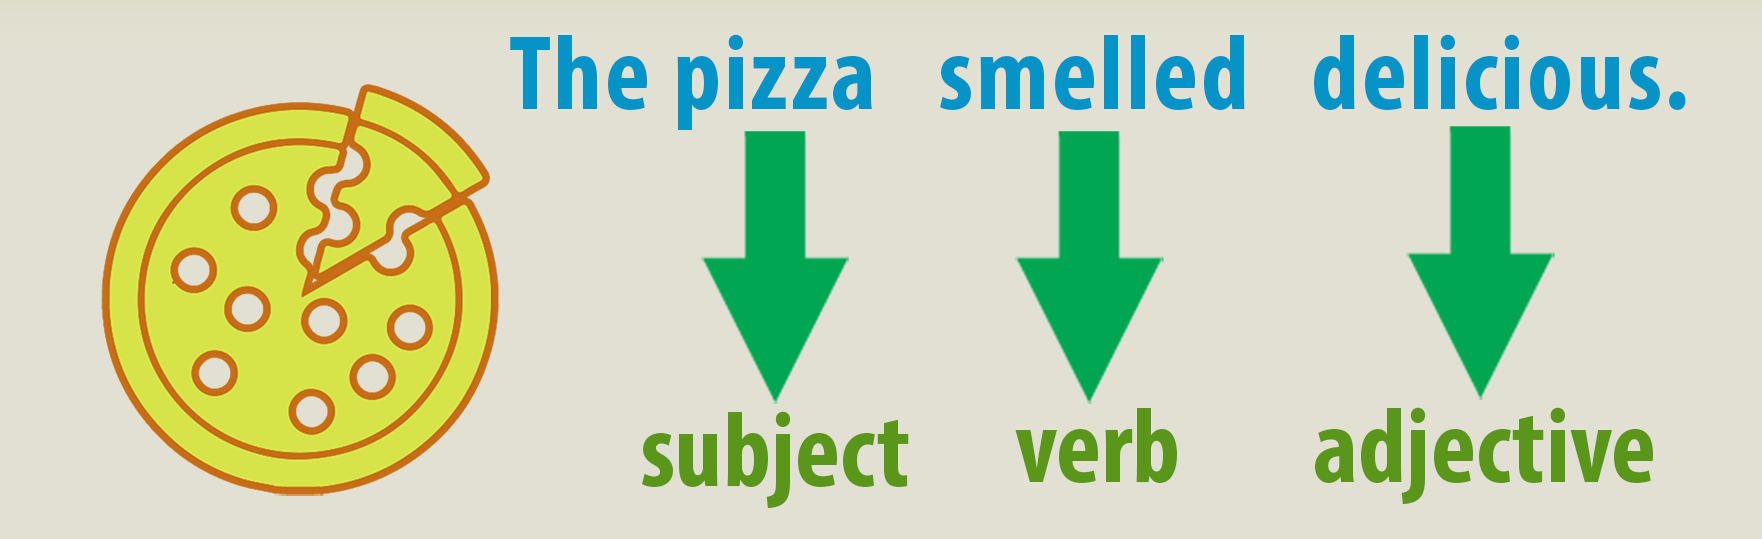 The pizza smelled delicious.
subject verb adjective